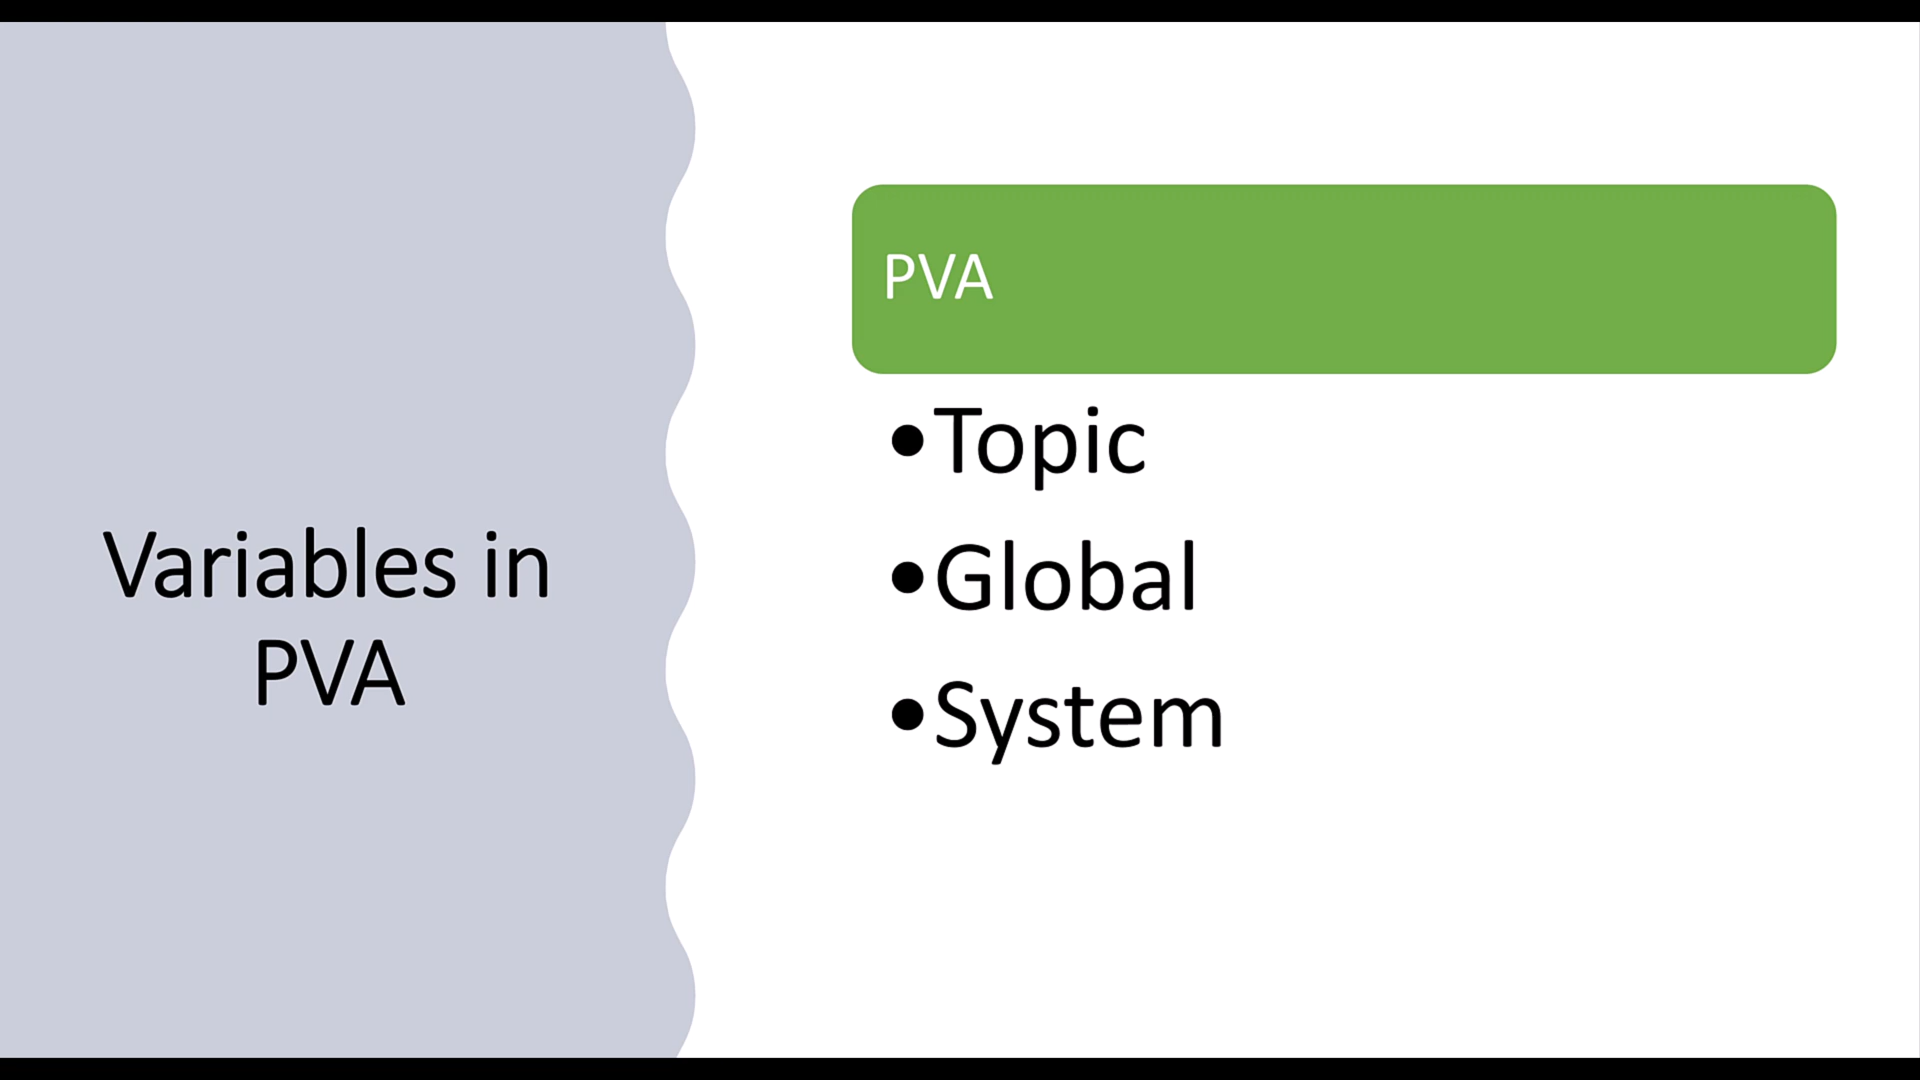 Variables in
PVA
PVA
•Topic
•Global
•System